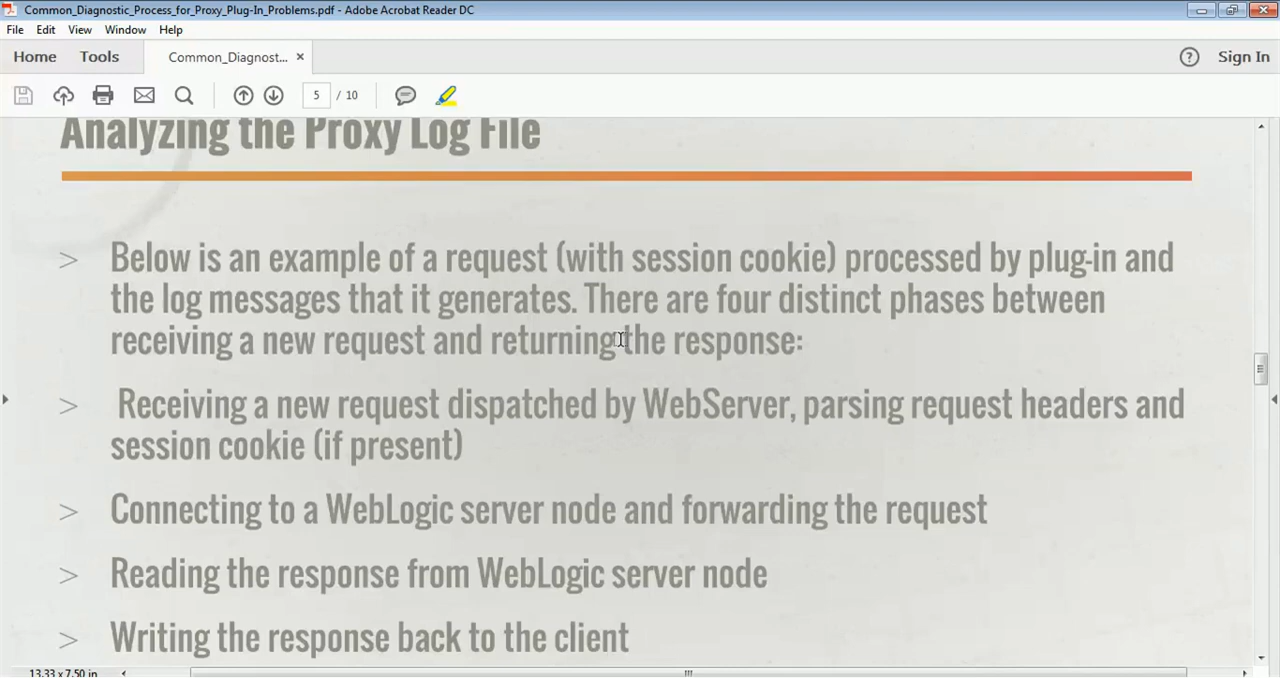 Common_Diagnostic_Process_for_Proxy_Plug-In_Problems.pdf - Adobe Acrobat Reader DC
File Edit View Window Help
Home Tools Common_Diagnost... × ? Sign In
5 / 10
Analyzing the Proxy Log File
> Below is an example of a request (with session cookie) processed by plug-in and
the log messages that it generates. There are four distinct phases between
receiving a new request and returning the response:
> Receiving a new request dispatched by WebServer, parsing request headers and
session cookie (if present)
> Connecting to a WebLogic server node and forwarding the request
> Reading the response from WebLogic server node
> Writing the response back to the client
13.33 x 7.50 in